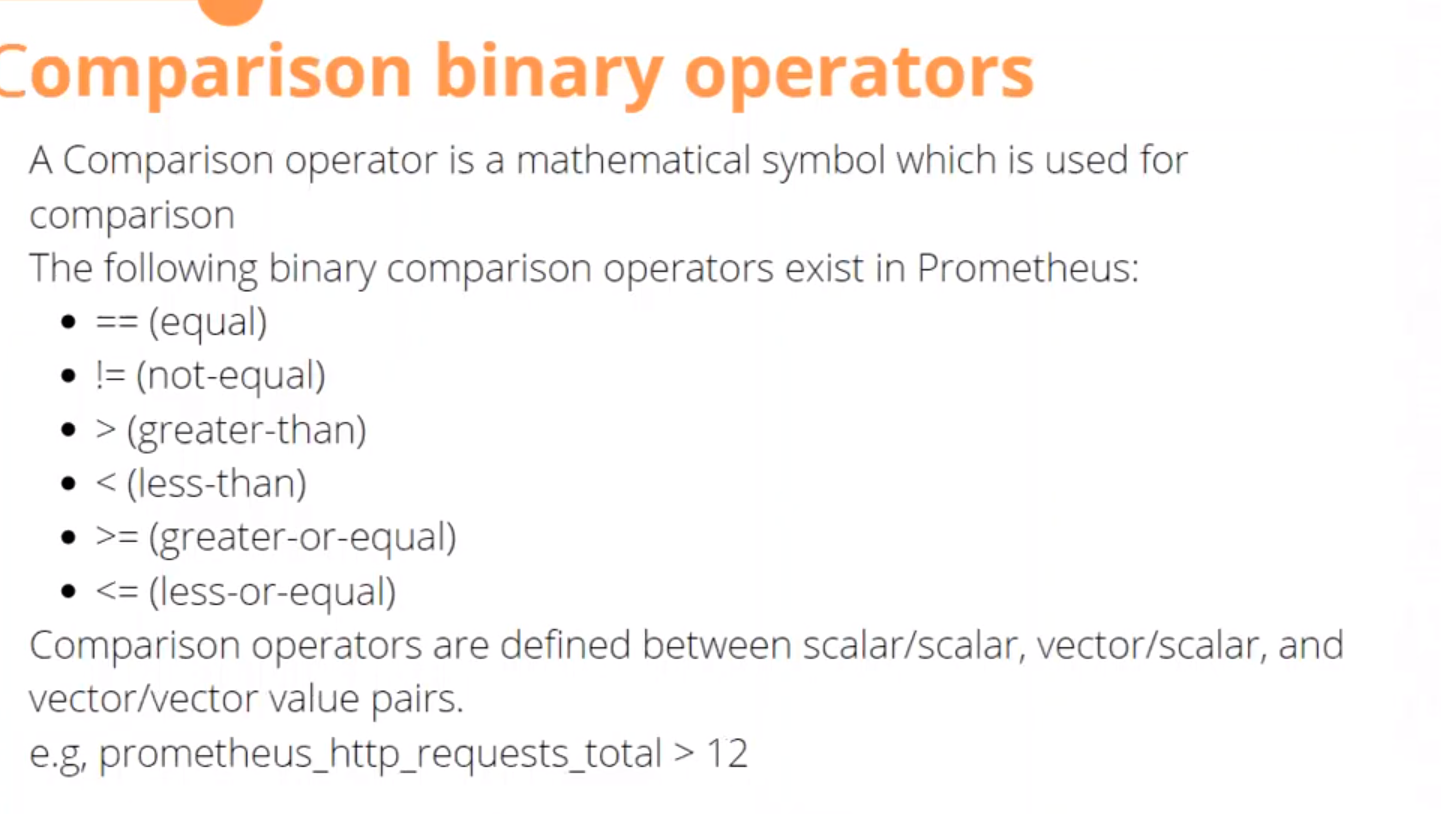 Comparison binary operators
A Comparison operator is a mathematical symbol which is used for
comparison
The following binary comparison operators exist in Prometheus:
• == (equal)
• != (not-equal)
• > (greater-than)
• < (less-than)
• >= (greater-or-equal)
• <= (less-or-equal)
Comparison operators are defined between scalar/scalar, vector/scalar, and
vector/vector value pairs.
e.g, prometheus_http_requests_total > 12